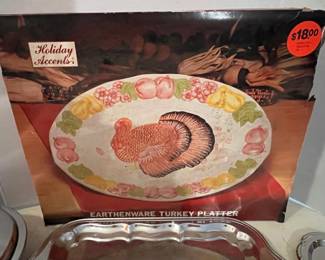 Holiday
Accents
$18.00
EARTHENWARE TURKEY PLATTER